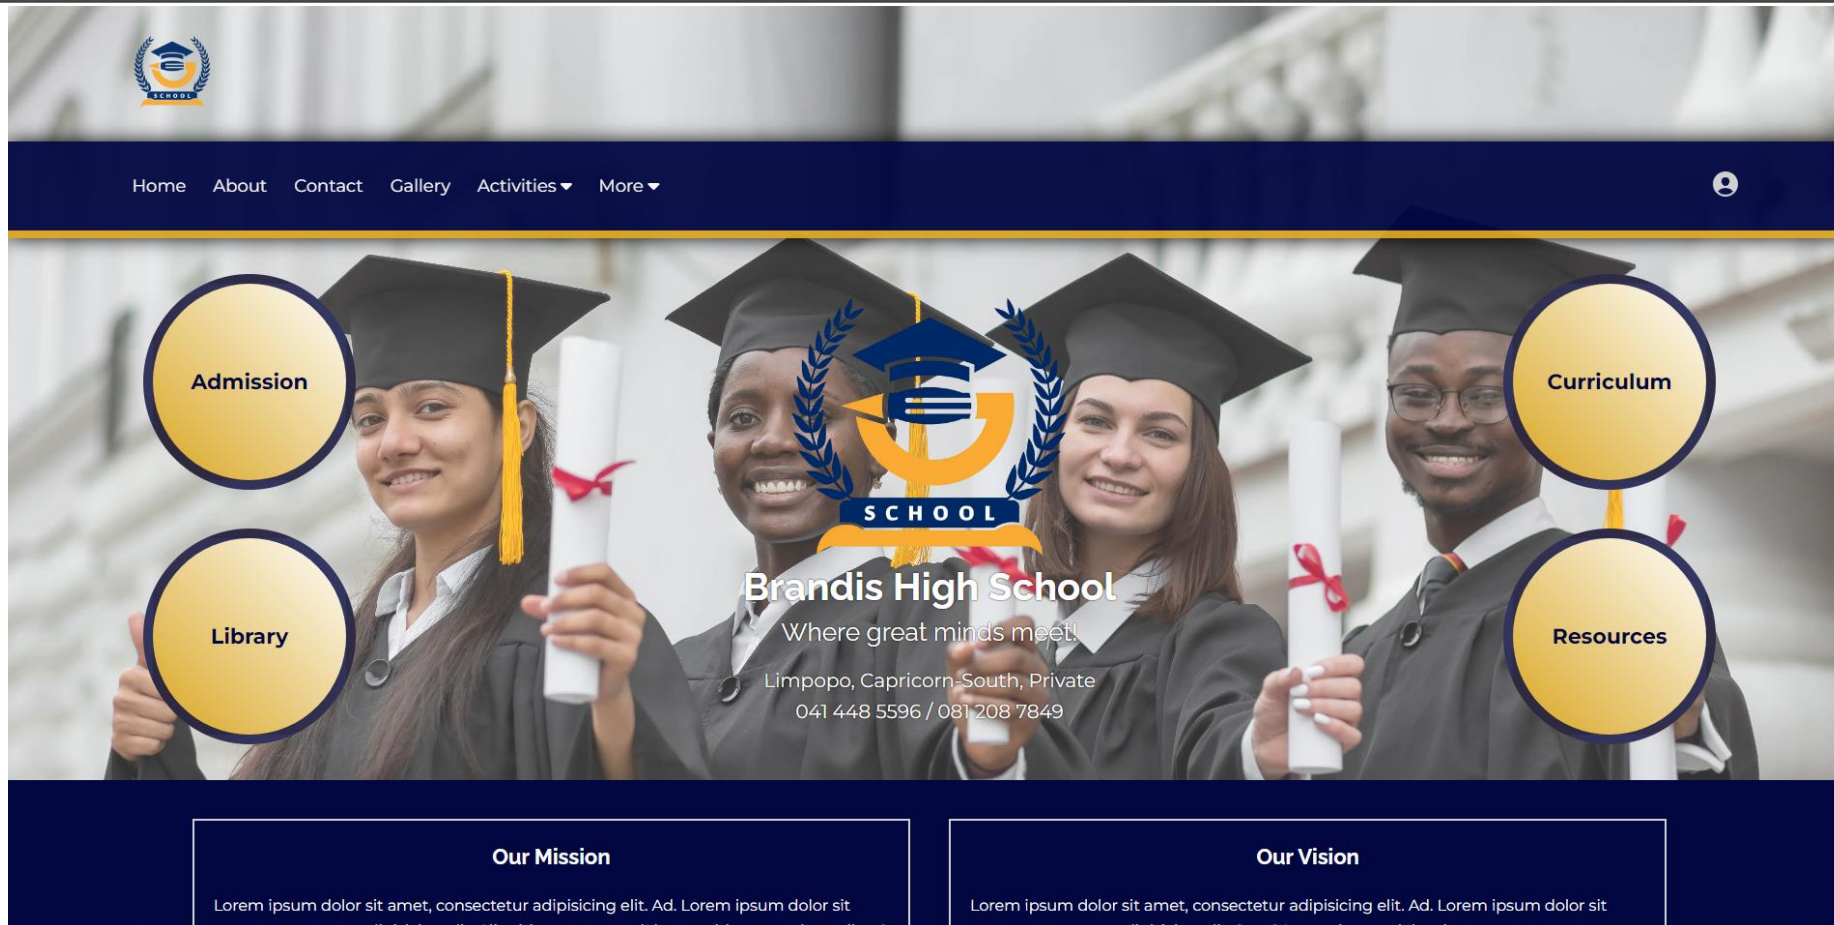 SCHOOL
Home About Contact Gallery Activities More
Admission
Curriculum
SCHOOL
Brandis High School
Where great minds meet!
Library
Resources
Limpopo, Capricorn-South, Private
041 448 5596 / 081 208 7849
Our Mission
Our Vision
Lorem ipsum dolor sit amet, consectetur adipisicing elit. Ad. Lorem ipsum dolor sit
Lorem ipsum dolor sit amet, consectetur adipisicing elit. Ad. Lorem ipsum dolor sit